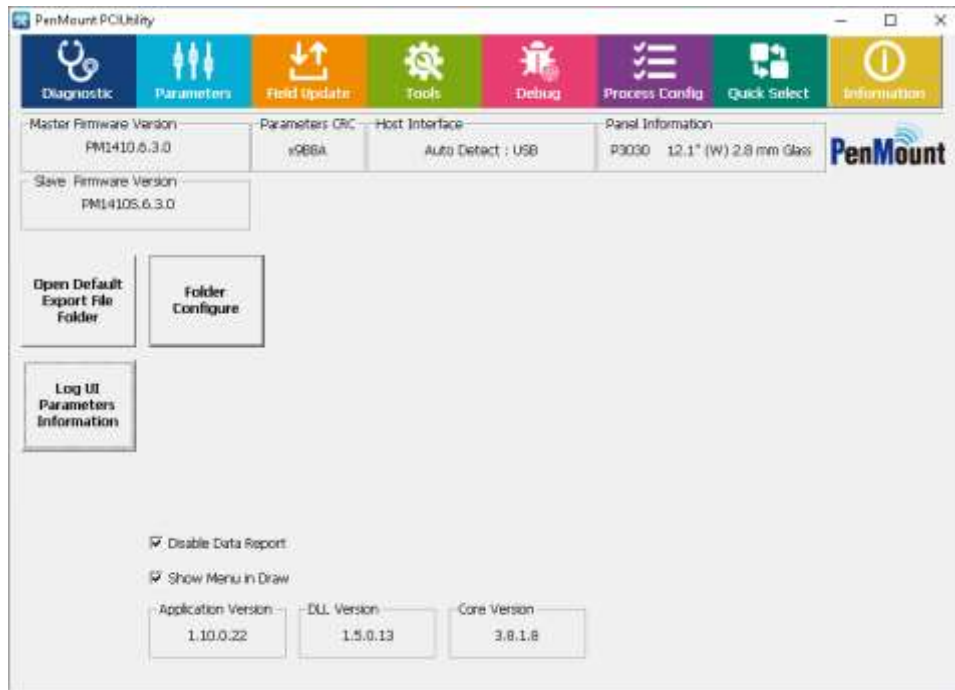 PenMount PCIUtility
Diagnostic
Parameters
Field Update
Tools
Debug
Process Config
Quick Select
Information
Master Firmware Version
PM1410.6.3.0
Parameters CRC
x9B8A
Host Interface
Auto Detect : USB
Panel Information
P3030 12.1" (W) 2.8 mm Glass
PenMount
Slave Firmware Version
PM1410S.6.3.0
Open Default
Export File
Folder
Folder
Configure
Log UI
Parameters
Information
Disable Data Report
Show Menu in Draw
Application Version
1.10.0.22
DLL Version
1.5.0.13
Core Version
3.8.1.8